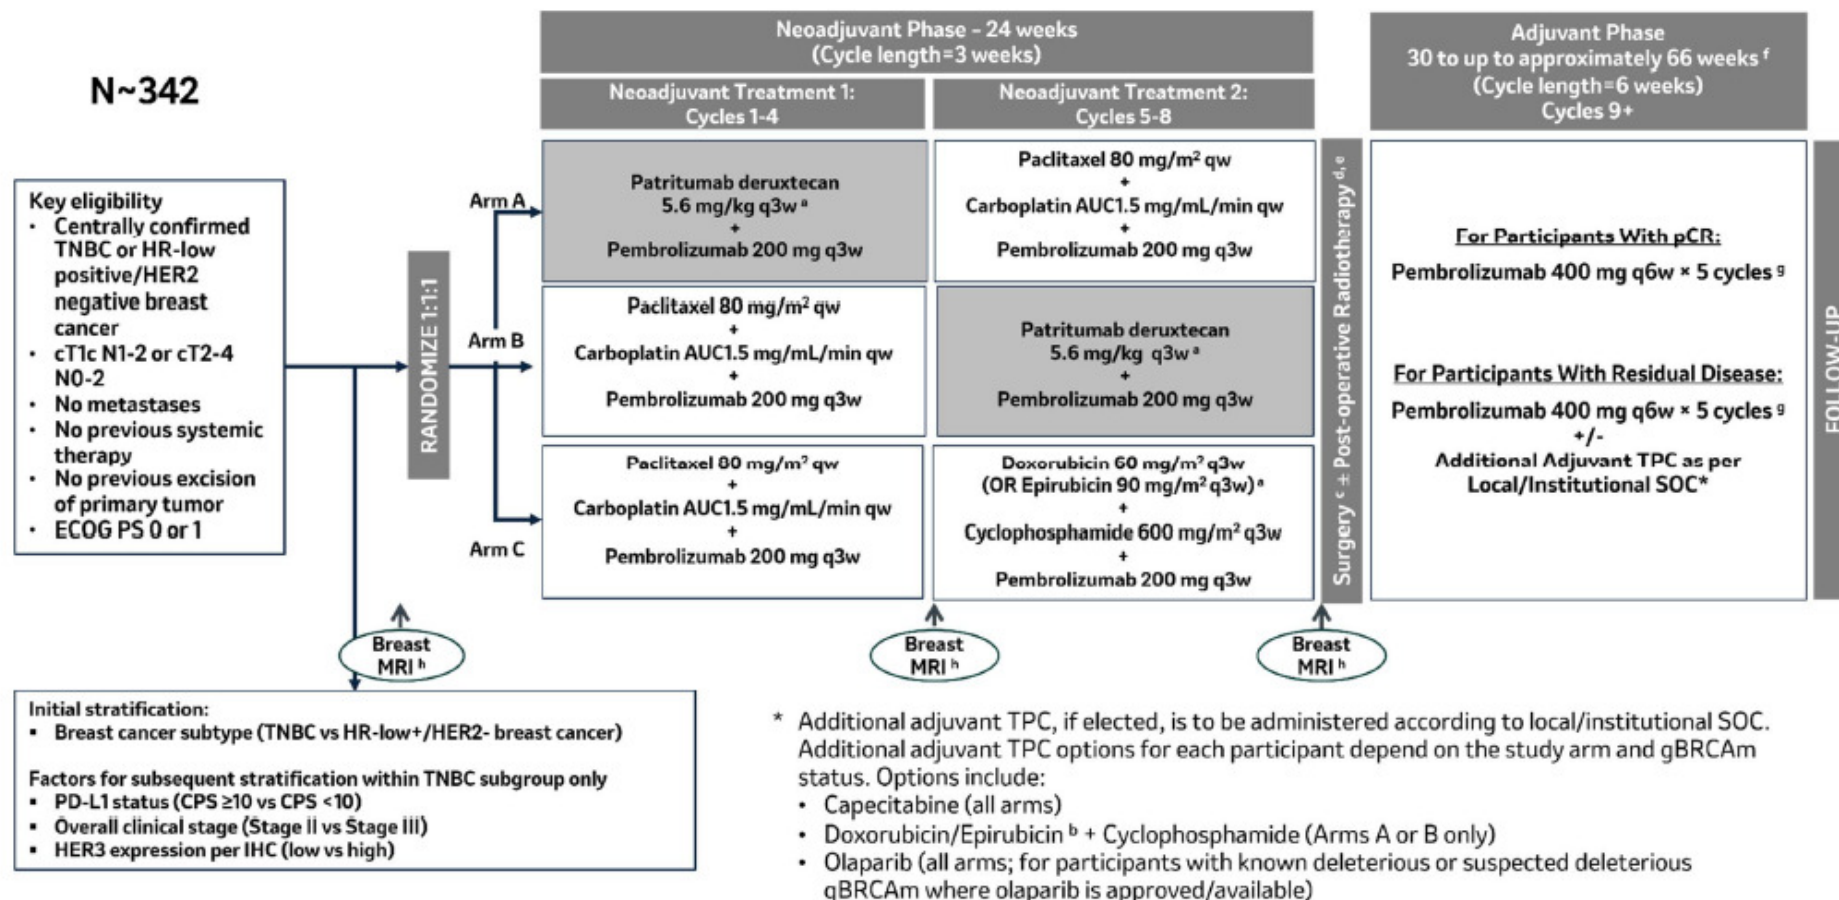 N~342
Neoadjuvant Phase – 24 weeks
(Cycle length=3 weeks)
Neoadjuvant Treatment 1:
Cycles 1-4
Neoadjuvant Treatment 2:
Cycles 5-8
Adjuvant Phase
30 to up to approximately 66 weeks f
(Cycle length=6 weeks)
Cycles 9+
Key eligibility
• Centrally confirmed
TNBC or HR-low
positive/HER2
negative breast
cancer
• cT1c N1-2 or cT2-4
N0-2
• No metastases
• No previous systemic
therapy
• No previous excision
of primary tumor
• ECOG PS 0 or 1
RANDOMIZE 1:1:1
Arm A
Patritumab deruxtecan
5.6 mg/kg q3w a
+
Pembrolizumab 200 mg q3w
Paclitaxel 80 mg/m² qw
+
Carboplatin AUC1.5 mg/mL/min qw
+
Pembrolizumab 200 mg q3w
Arm B
Paclitaxel 80 mg/m² qw
+
Carboplatin AUC1.5 mg/mL/min qw
+
Pembrolizumab 200 mg q3w
Patritumab deruxtecan
5.6 mg/kg q3w a
+
Pembrolizumab 200 mg q3w
Arm C
Paclitaxel 80 mg/m² qw
+
Carboplatin AUC1.5 mg/mL/min qw
+
Pembrolizumab 200 mg q3w
Doxorubicin 60 mg/m² q3w
(OR Epirubicin 90 mg/m² q3w) a
+
Cyclophosphamide 600 mg/m² q3w
+
Pembrolizumab 200 mg q3w
Surgery c ± Post-operative Radiotherapy d,e
For Participants With pCR:
Pembrolizumab 400 mg q6w × 5 cycles g
For Participants With Residual Disease:
Pembrolizumab 400 mg q6w × 5 cycles g
+/-
Additional Adjuvant TPC as per
Local/Institutional SOC*
FOLLOW-UP
Breast
MRI h
Breast
MRI h
Breast
MRI h
Initial stratification:
▪ Breast cancer subtype (TNBC vs HR-low+/HER2- breast cancer)
Factors for subsequent stratification within TNBC subgroup only
▪ PD-L1 status (CPS ≥10 vs CPS <10)
▪ Overall clinical stage (Stage II vs Stage III)
▪ HER3 expression per IHC (low vs high)
* Additional adjuvant TPC, if elected, is to be administered according to local/institutional SOC.
Additional adjuvant TPC options for each participant depend on the study arm and gBRCAm
status. Options include:
• Capecitabine (all arms)
• Doxorubicin/Epirubicin b + Cyclophosphamide (Arms A or B only)
• Olaparib (all arms; for participants with known deleterious or suspected deleterious
gBRCAm where olaparib is approved/available)